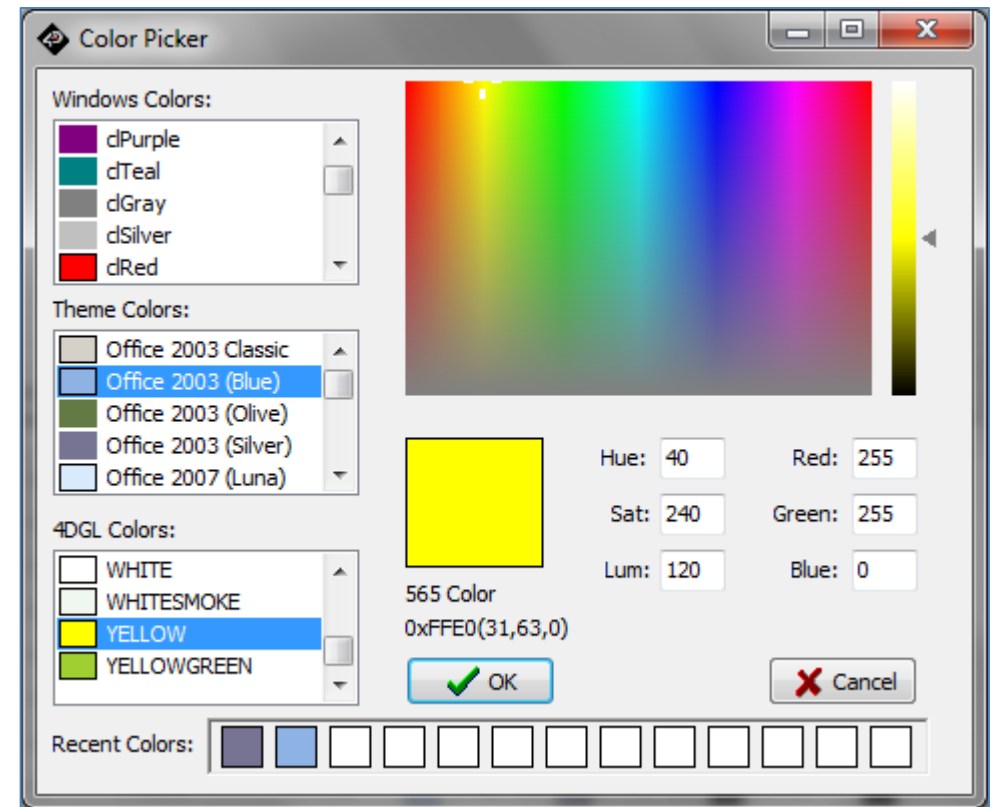 Color Picker
Windows Colors:
clPurple
clTeal
clGray
clSilver
clRed
Theme Colors:
Office 2003 Classic
Office 2003 (Blue)
Office 2003 (Olive)
Office 2003 (Silver)
Office 2007 (Luna)
4DGL Colors:
WHITE
WHITESMOKE
YELLOW
YELLOWGREEN
Hue: 40 Red: 255
Sat: 240 Green: 255
Lum: 120 Blue: 0
565 Color
0xFFE0(31,63,0)
OK Cancel
Recent Colors: